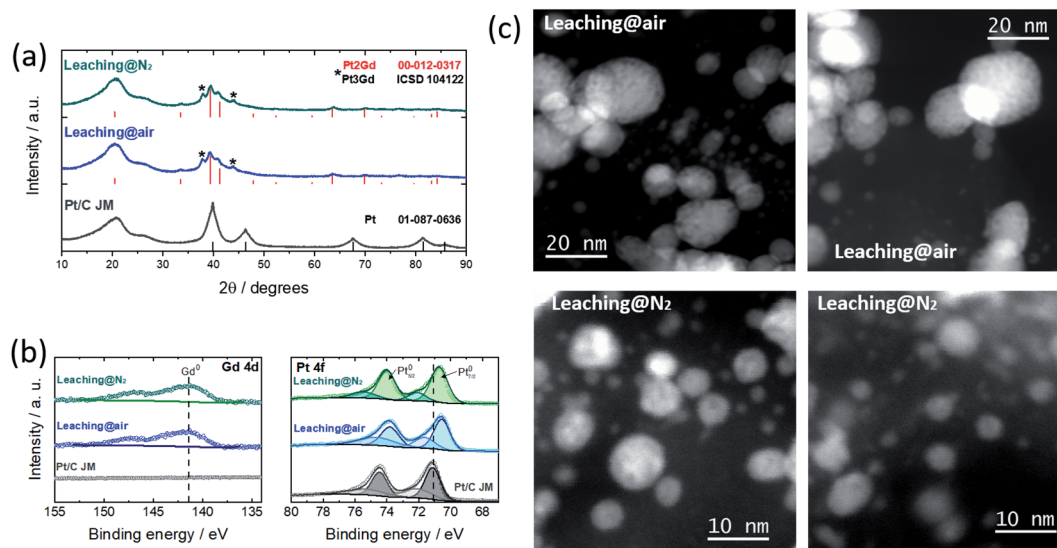 (a)
Leaching@N₂
Pt2Gd 00-012-0317
*Pt3Gd ICSD 104122
* *
Leaching@air
* *
Pt/C JM
Pt 01-087-0636
Intensity / a.u.
10 20 30 40 50 60 70 80 90
2θ / degrees
(b)
Gd⁰ Gd 4d
Leaching@N₂
Leaching@air
Pt/C JM
Intensity / a. u.
155 150 145 140 135
Binding energy / eV
Pt 4f
Leaching@N₂
Pt⁰5/2
Pt⁰7/2
Leaching@air
Pt/C JM
80 78 76 74 72 70 68
Binding energy / eV
(c)
Leaching@air
20 nm
20 nm
Leaching@air
Leaching@N₂
10 nm
Leaching@N₂
10 nm